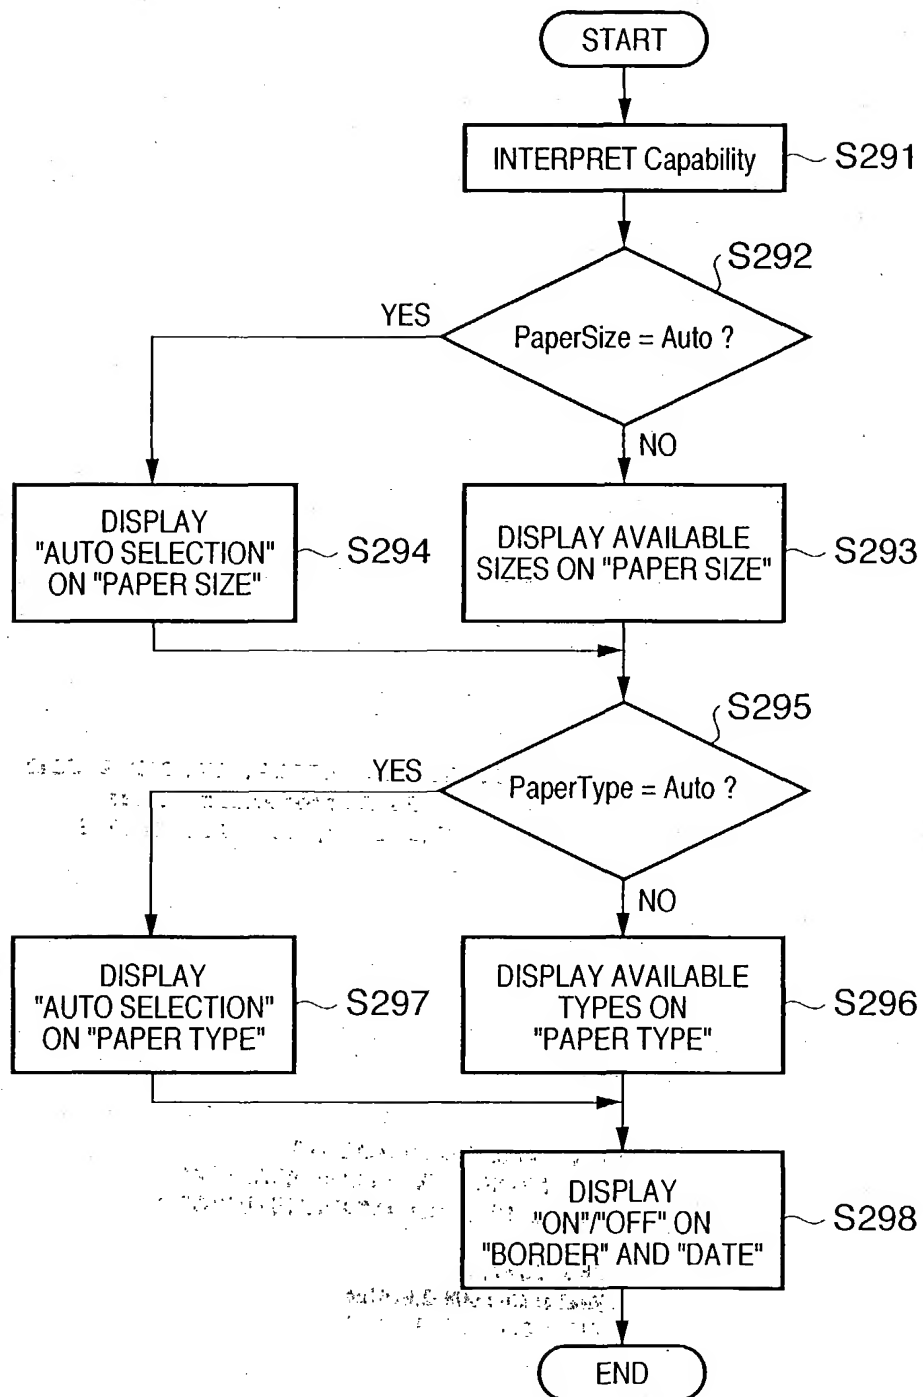 START
INTERPRET Capability
S291
S292
YES
PaperSize = Auto ?
NO
DISPLAY
"AUTO SELECTION"
ON "PAPER SIZE"
S294
DISPLAY AVAILABLE
SIZES ON "PAPER SIZE"
S293
S295
YES
PaperType = Auto ?
NO
DISPLAY
"AUTO SELECTION"
ON "PAPER TYPE"
S297
DISPLAY AVAILABLE
TYPES ON
"PAPER TYPE"
S296
DISPLAY
"ON"/"OFF" ON
"BORDER" AND "DATE"
S298
END